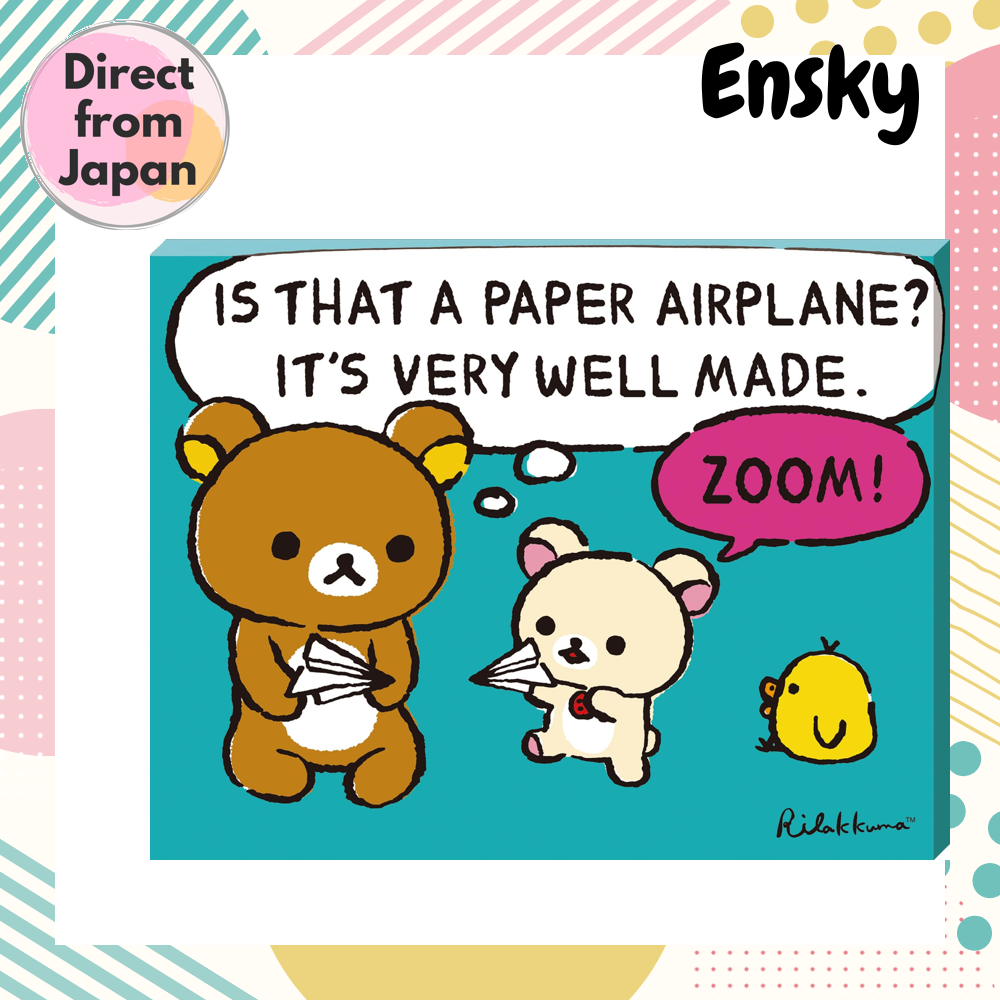 Direct
from
Japan
Ensky
IS THAT A PAPER AIRPLANE?
IT'S VERY WELL MADE.
ZOOM!
Rilakkuma™